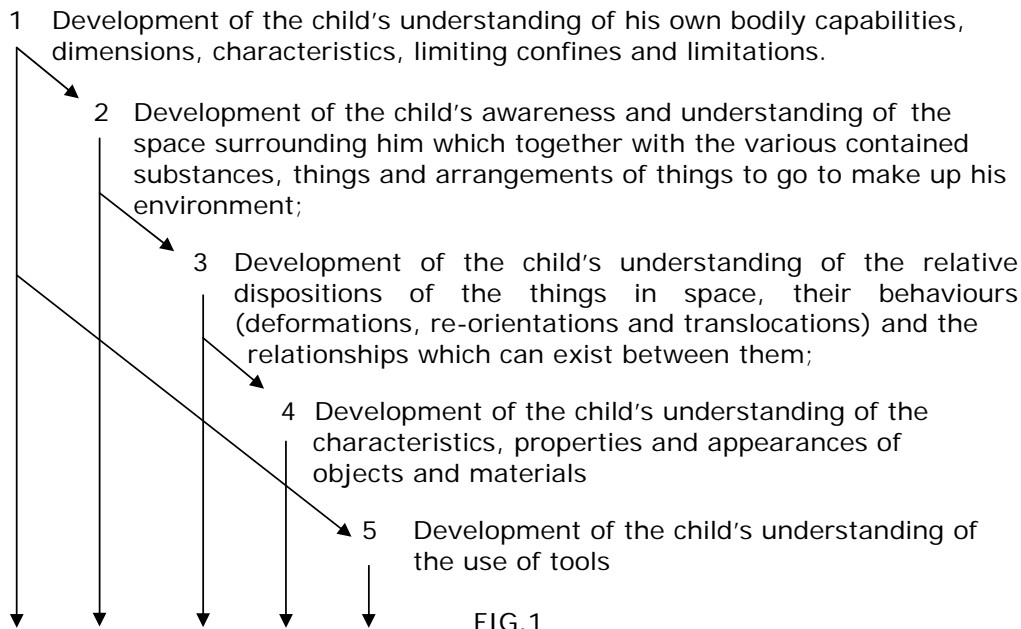 1 Development of the child's understanding of his own bodily capabilities,
dimensions, characteristics, limiting confines and limitations.
2 Development of the child's awareness and understanding of the
space surrounding him which together with the various contained
substances, things and arrangements of things to go to make up his
environment;
3 Development of the child's understanding of the relative
dispositions of the things in space, their behaviours
(deformations, re-orientations and translocations) and the
relationships which can exist between them;
4 Development of the child's understanding of the
characteristics, properties and appearances of
objects and materials
5 Development of the child's understanding of
the use of tools
FIG.1